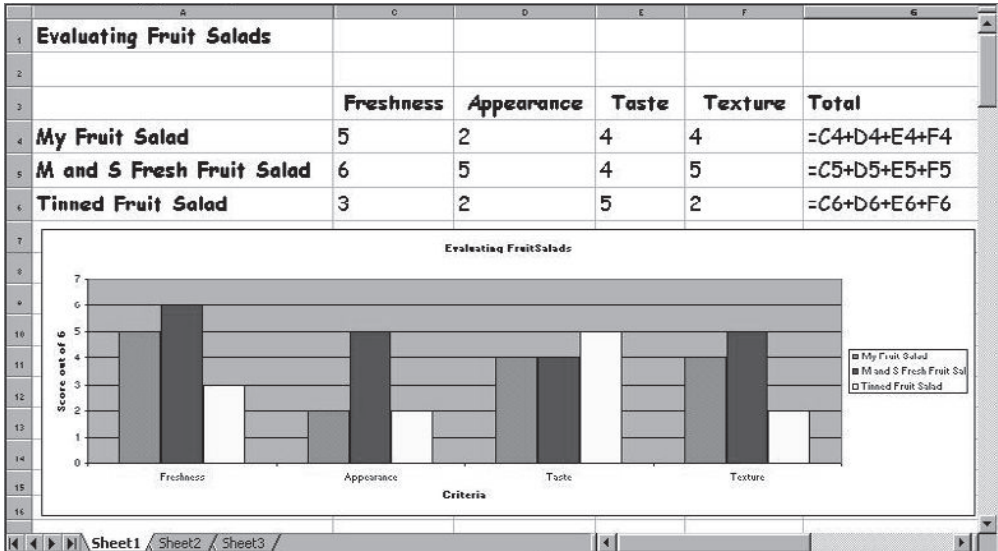 A C D E F G
1 Evaluating Fruit Salads
2
3 Freshness Appearance Taste Texture Total
4 My Fruit Salad 5 2 4 4 =C4+D4+E4+F4
5 M and S Fresh Fruit Salad 6 5 4 5 =C5+D5+E5+F5
6 Tinned Fruit Salad 3 2 5 2 =C6+D6+E6+F6
7
8
9
10
11
12
13
14
15
16
Evaluating FruitSalads
Score out of 6
7
6
5
4
3
2
1
0
Freshness Appearance Taste Texture
Criteria
My Fruit Salad
M and S Fresh Fruit Sal
Tinned Fruit Salad
Sheet1 Sheet2 Sheet3